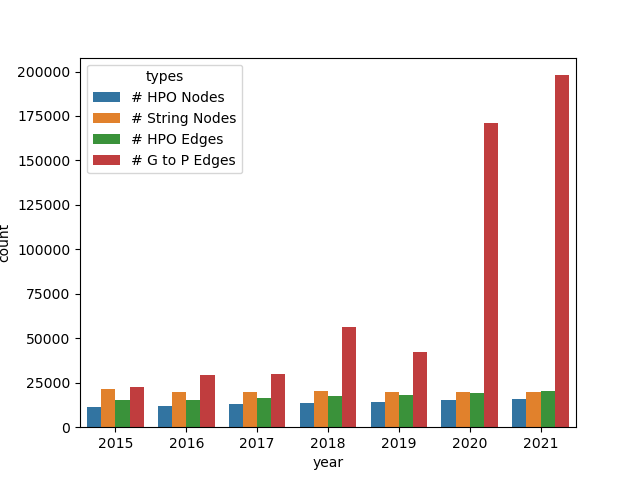 types
# HPO Nodes
# String Nodes
# HPO Edges
# G to P Edges
200000
175000
150000
125000
100000
75000
50000
25000
0
count
2015 2016 2017 2018 2019 2020 2021
year